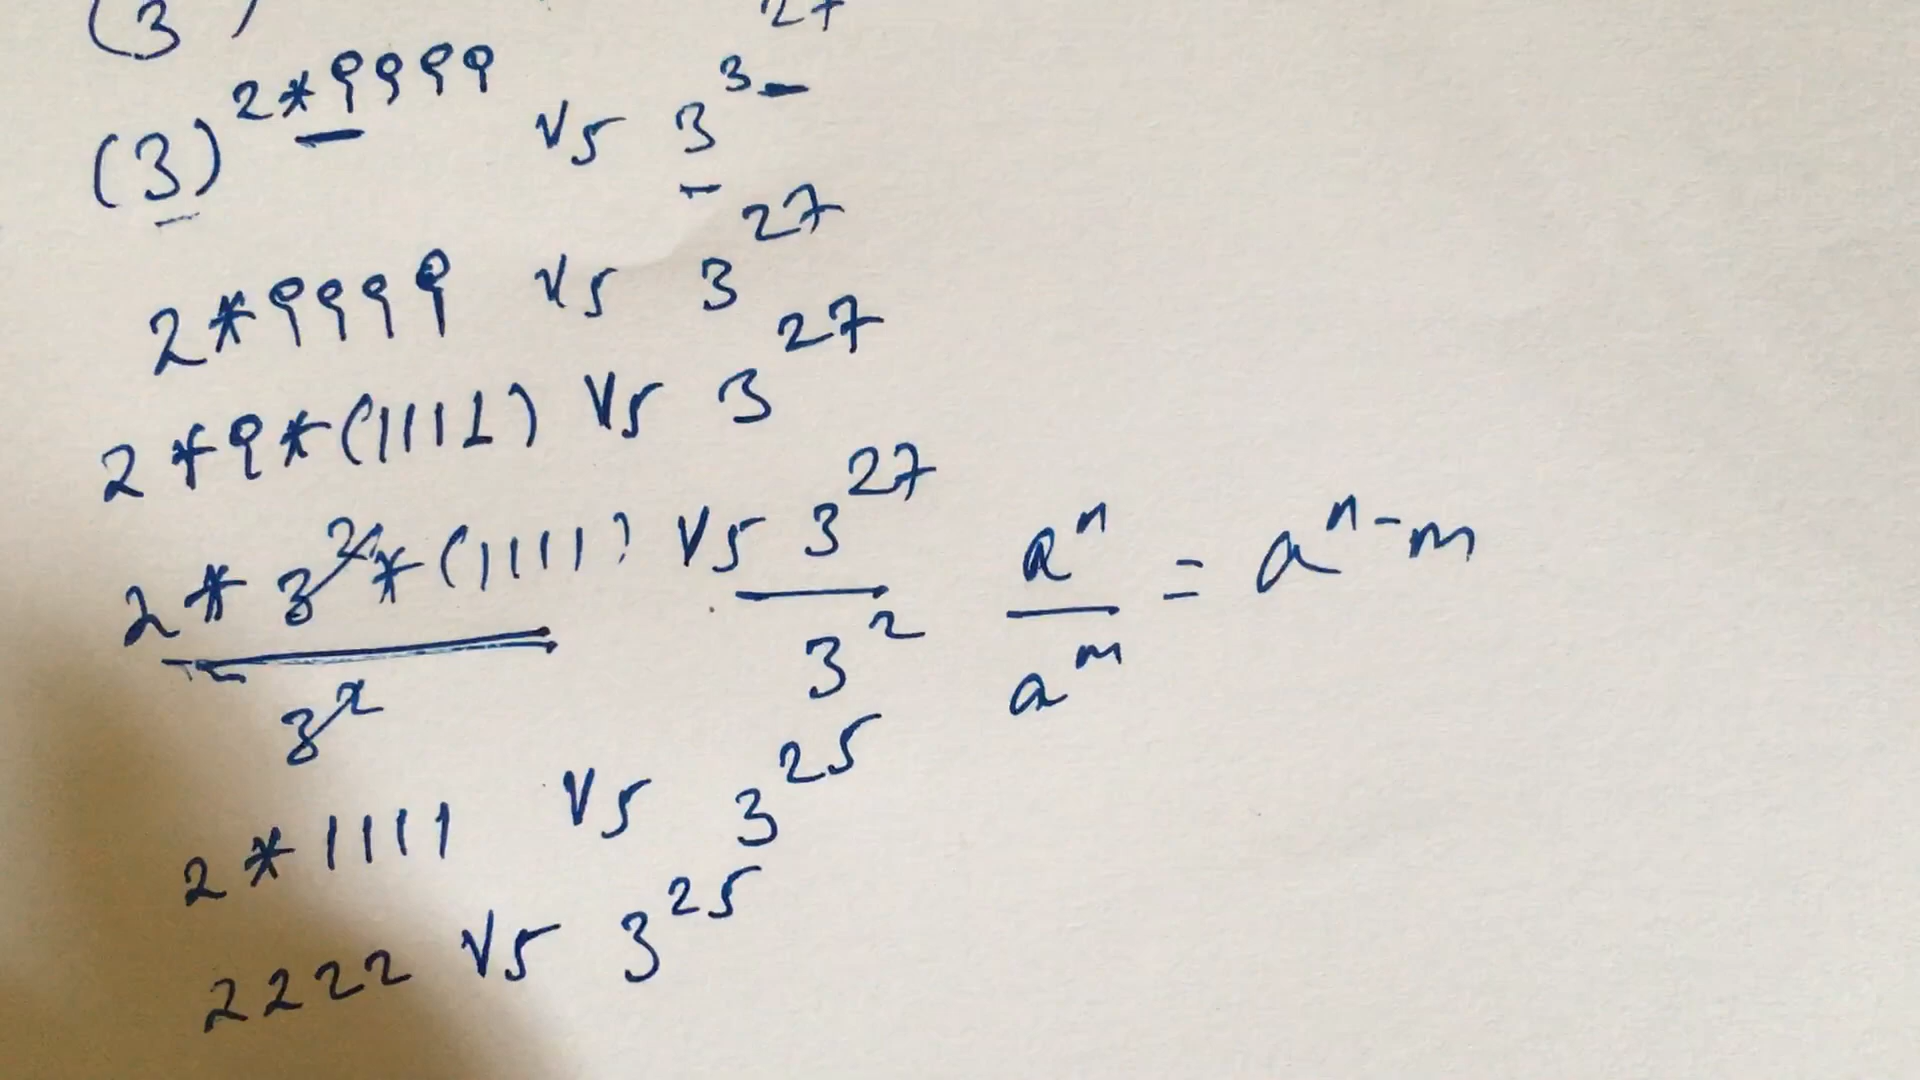 (3)
27
(3)^2*9999 vs 3^3
2*9999 vs 3^27
2*9*(1111) vs 3^27
2*3^2*(1111) vs 3^27 a^n = a^n-m
3^2 3^2 a^m
2*1111 vs 3^25
2222 vs 3^25